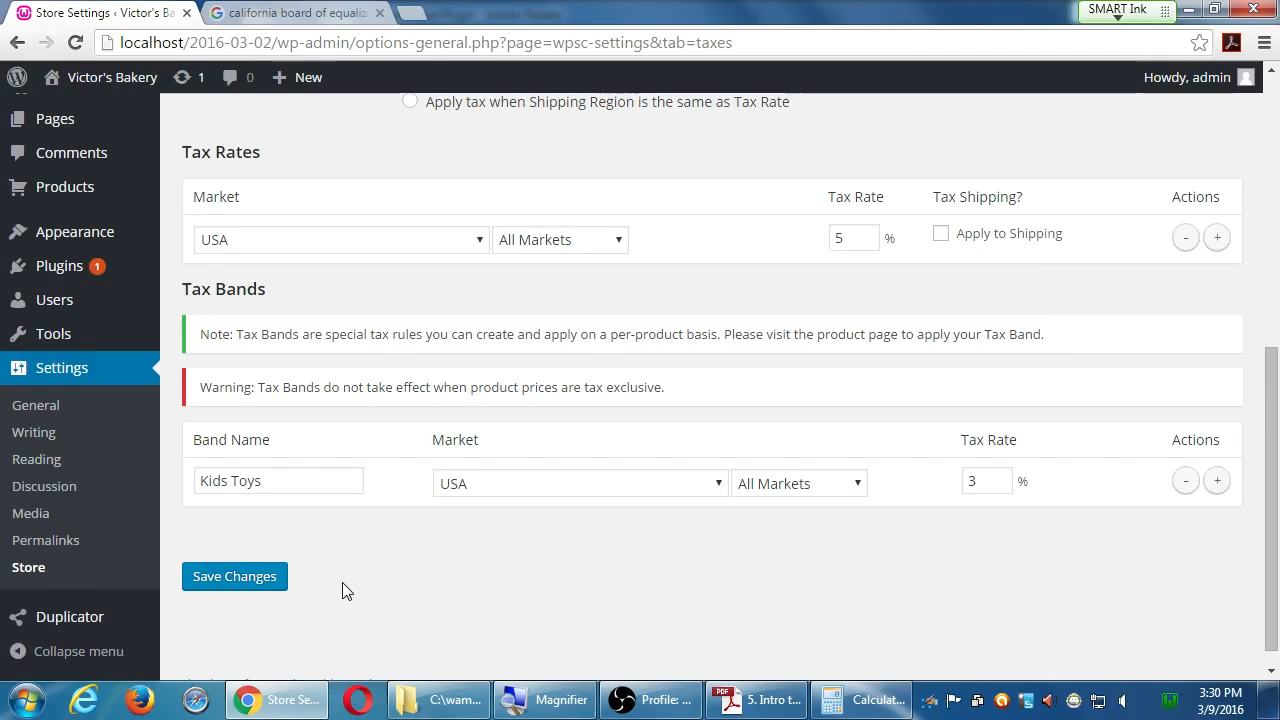 Store Settings ‹ Victor's Ba
california board of equaliz
SMART Ink
localhost/2016-03-02/wp-admin/options-general.php?page=wpsc-settings&tab=taxes
Victor's Bakery
1
0
New
Howdy, admin
Pages
Comments
Products
Appearance
Plugins 1
Users
Tools
Settings
General
Writing
Reading
Discussion
Media
Permalinks
Store
Duplicator
Collapse menu
Apply tax when Shipping Region is the same as Tax Rate
Tax Rates
Market Tax Rate Tax Shipping? Actions
USA All Markets 5 % Apply to Shipping - +
Tax Bands
Note: Tax Bands are special tax rules you can create and apply on a per-product basis. Please visit the product page to apply your Tax Band.
Warning: Tax Bands do not take effect when product prices are tax exclusive.
Band Name Market Tax Rate Actions
Kids Toys USA All Markets 3 % - +
Save Changes
Store Se...
C:\wam...
Magnifier
Profile: ...
PDF
5. Intro t...
Calculat...
3:30 PM
3/9/2016